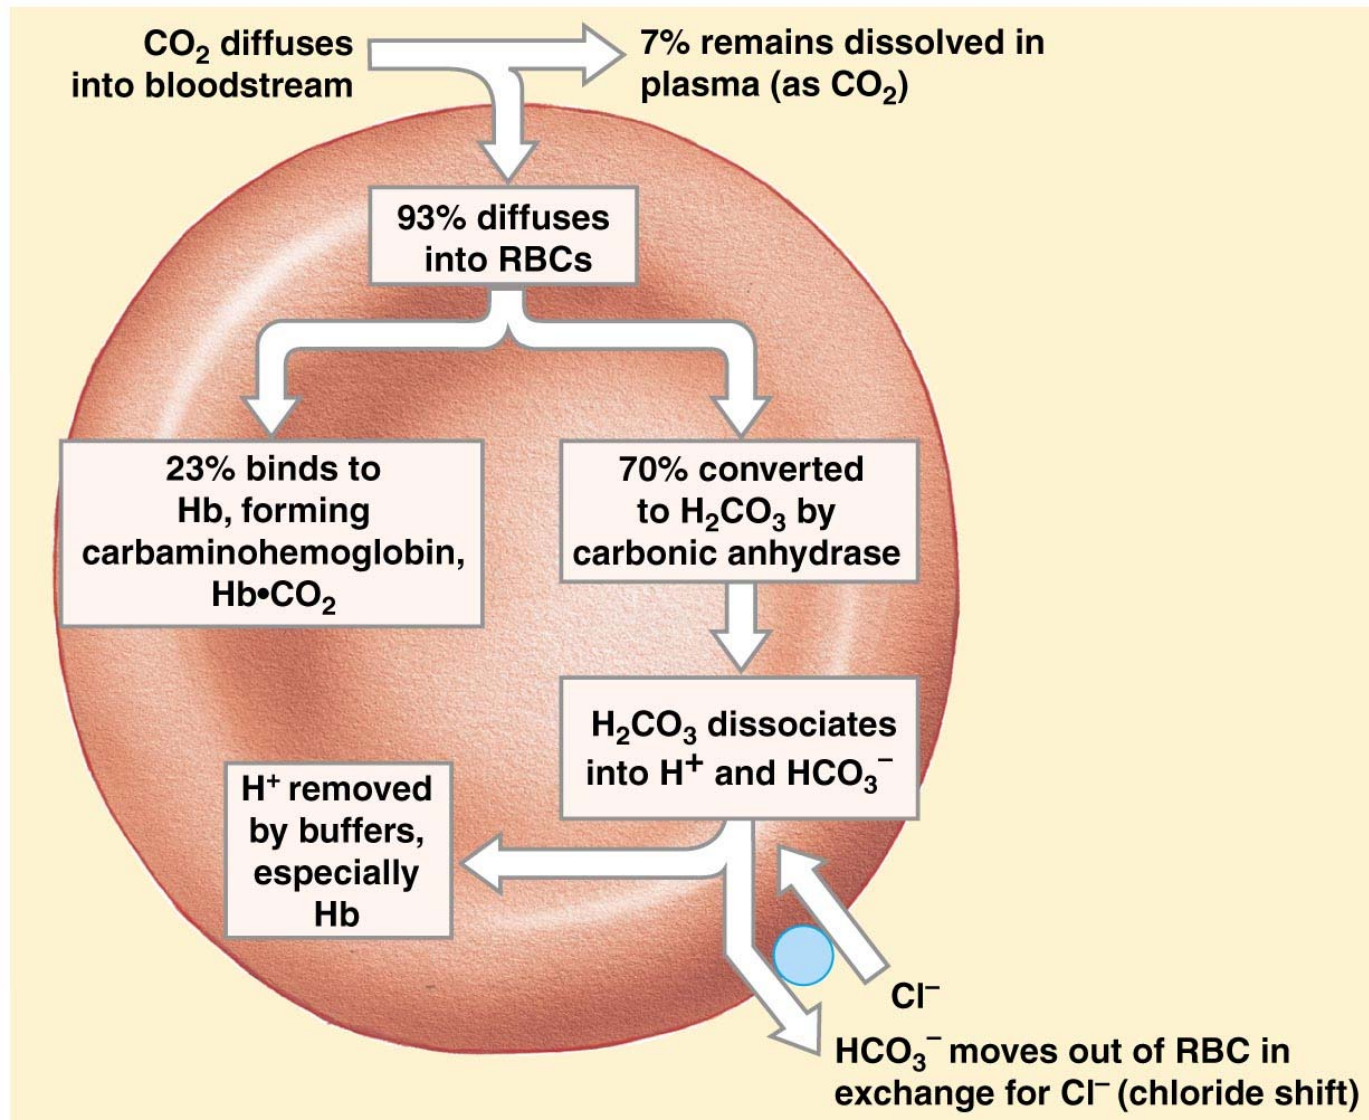 CO₂ diffuses
into bloodstream
7% remains dissolved in
plasma (as CO₂)
93% diffuses
into RBCs
23% binds to
Hb, forming
carbaminohemoglobin,
Hb•CO₂
70% converted
to H₂CO₃ by
carbonic anhydrase
H₂CO₃ dissociates
into H⁺ and HCO₃⁻
H⁺ removed
by buffers,
especially
Hb
Cl⁻
HCO₃⁻ moves out of RBC in
exchange for Cl⁻ (chloride shift)